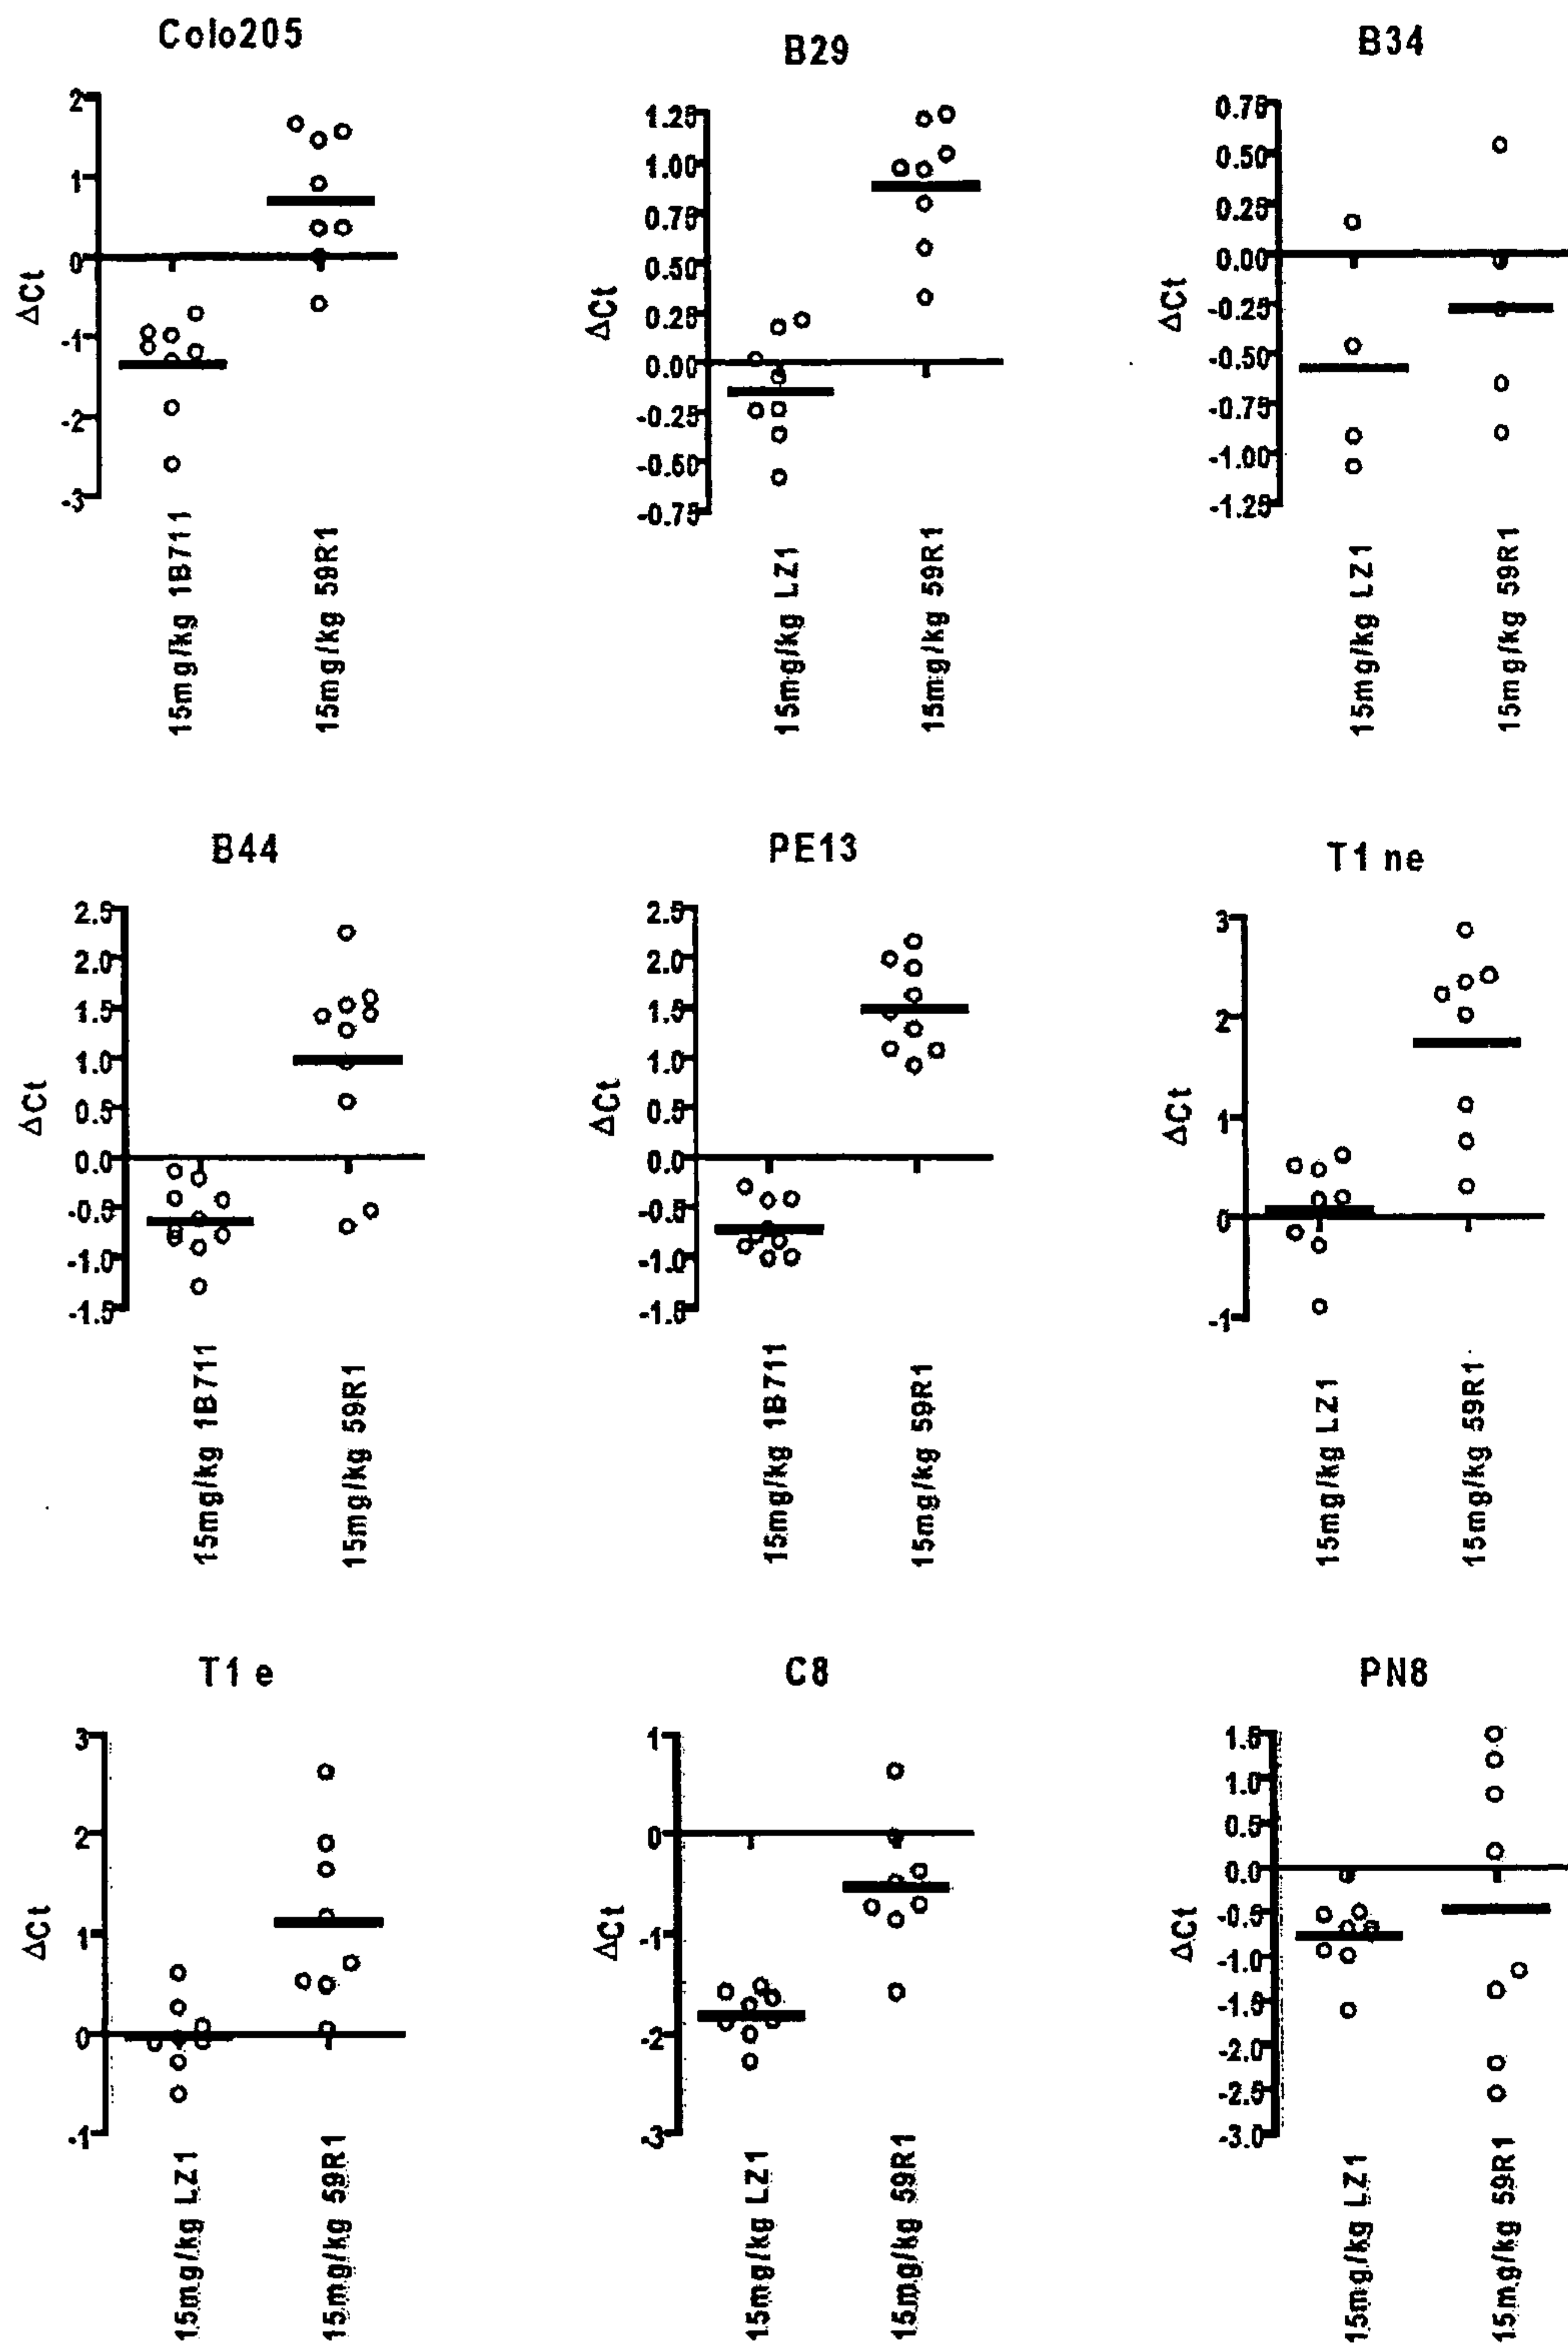 Colo205
B29
B34
2
1
0
-1
-2
-3
ΔCt
15mg/kg 1B711
15mg/kg 59R1
1.25
1.00
0.75
0.50
0.25
0.00
-0.25
-0.50
-0.75
ΔCt
15mg/kg LZ1
15mg/kg 59R1
0.75
0.50
0.25
0.00
-0.25
-0.50
-0.75
-1.00
-1.25
ΔCt
15mg/kg LZ1
15mg/kg 59R1
B44
PE13
T1 ne
2.5
2.0
1.5
1.0
0.5
0.0
-0.5
-1.0
-1.5
ΔCt
15mg/kg 1B711
15mg/kg 59R1
2.5
2.0
1.5
1.0
0.5
0.0
-0.5
-1.0
-1.5
ΔCt
15mg/kg 1B711
15mg/kg 59R1
3
2
1
0
-1
ΔCt
15mg/kg LZ1
15mg/kg 59R1
T1 e
C8
PN8
3
2
1
0
-1
ΔCt
15mg/kg LZ1
15mg/kg 59R1
1
0
-1
-2
-3
ΔCt
15mg/kg LZ1
15mg/kg 59R1
1.5
1.0
0.5
0.0
-0.5
-1.0
-1.5
-2.0
-2.5
-3.0
ΔCt
15mg/kg LZ1
15mg/kg 59R1